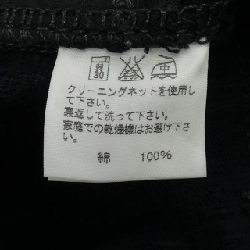 30
クリーニングネットを使用し
て下さい。
裏返して洗って下さい。
家庭での乾燥機はお避け下さ
い。
綿 100%